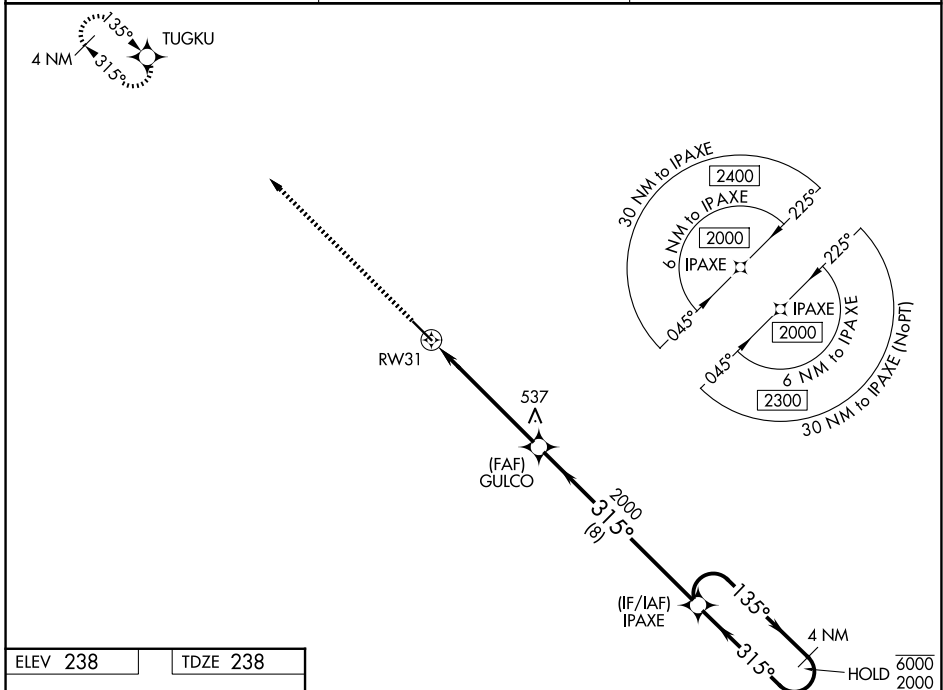 135°
TUGKU
4 NM
315°
30 NM to IPAXE
2400
6 NM to IPAXE
225°
2000
IPAXE
045°
225°
IPAXE
2000
045°
6 NM to IPAXE
2300
30 NM to IPAXE (NoPT)
RW31
537
(FAF)
GULCO
2000
315°
(8)
(IF/IAF)
IPAXE
135°
4 NM
315°
HOLD 6000
2000
ELEV 238
TDZE 238